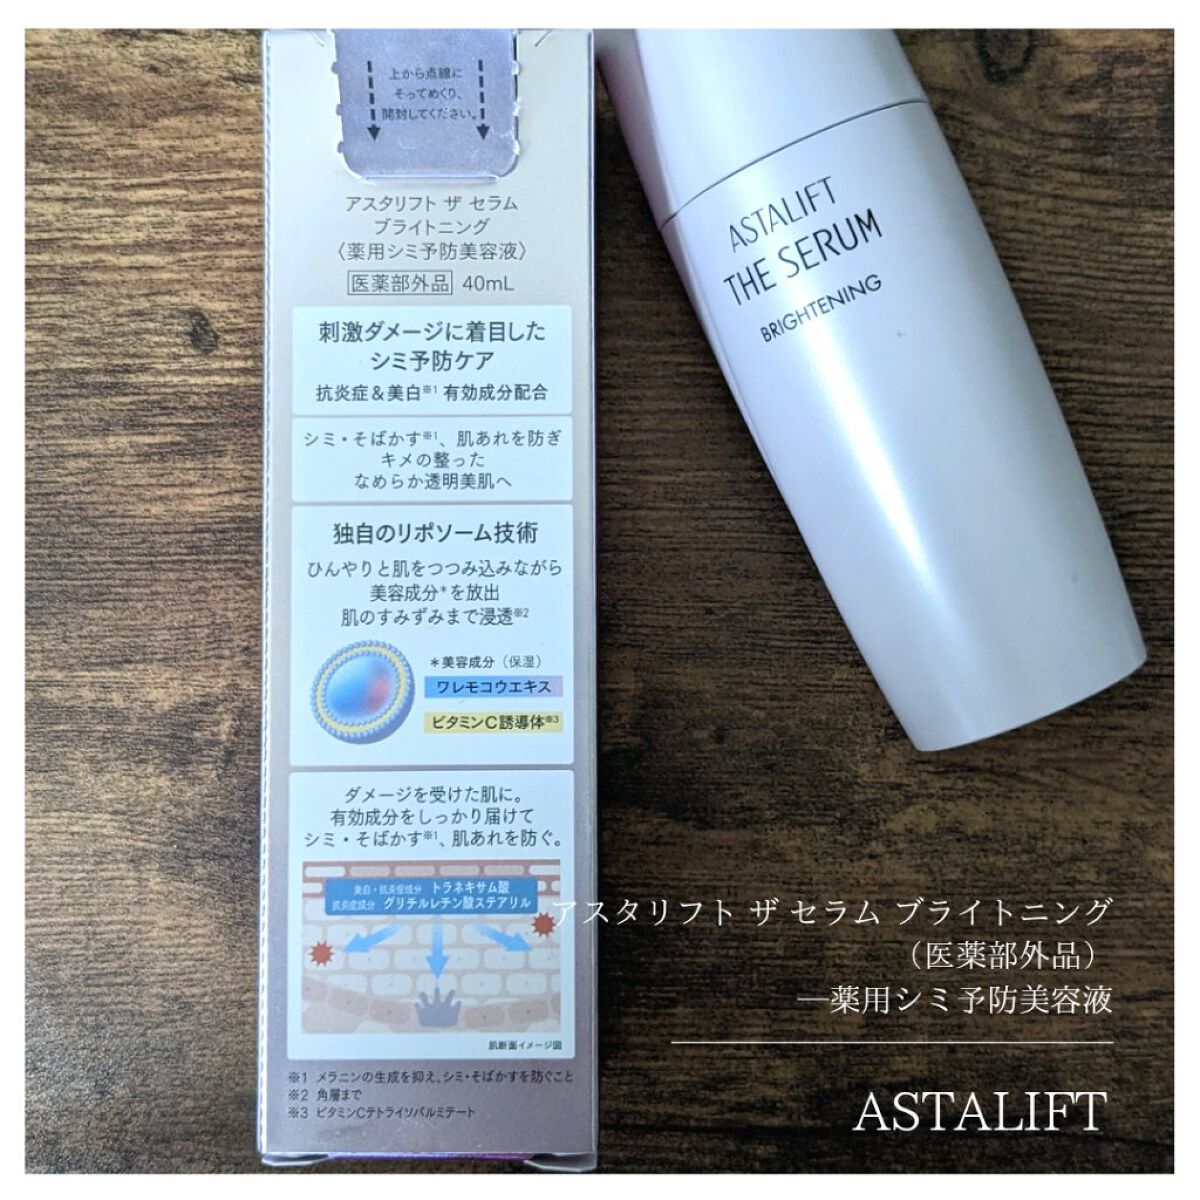 上から点線に
そってめくり、
開封してください。
アスタリフト ザ セラム
ブライトニング
〈薬用シミ予防美容液〉
医薬部外品 40mL
刺激ダメージに着目した
シミ予防ケア
抗炎症＆美白※1 有効成分配合
シミ・そばかす※1、肌あれを防ぎ
キメの整った
なめらか透明美肌へ
独自のリポソーム技術
ひんやりと肌をつつみ込みながら
美容成分*を放出
肌のすみずみまで浸透※2
*美容成分（保湿）
ワレモコウエキス
ビタミンC誘導体※3
ダメージを受けた肌に。
有効成分をしっかり届けて
シミ・そばかす※1、肌あれを防ぐ。
美白・抗炎症成分 トラネキサム酸
抗炎症成分 グリチルレチン酸ステアリル
肌断面イメージ図
※1 メラニンの生成を抑え、シミ・そばかすを防ぐこと
※2 角層まで
※3 ビタミンCテトライソパルミテート
ASTALIFT
THE SERUM
BRIGHTENING
アスタリフト ザ セラム ブライトニング
（医薬部外品）
―薬用シミ予防美容液
ASTALIFT